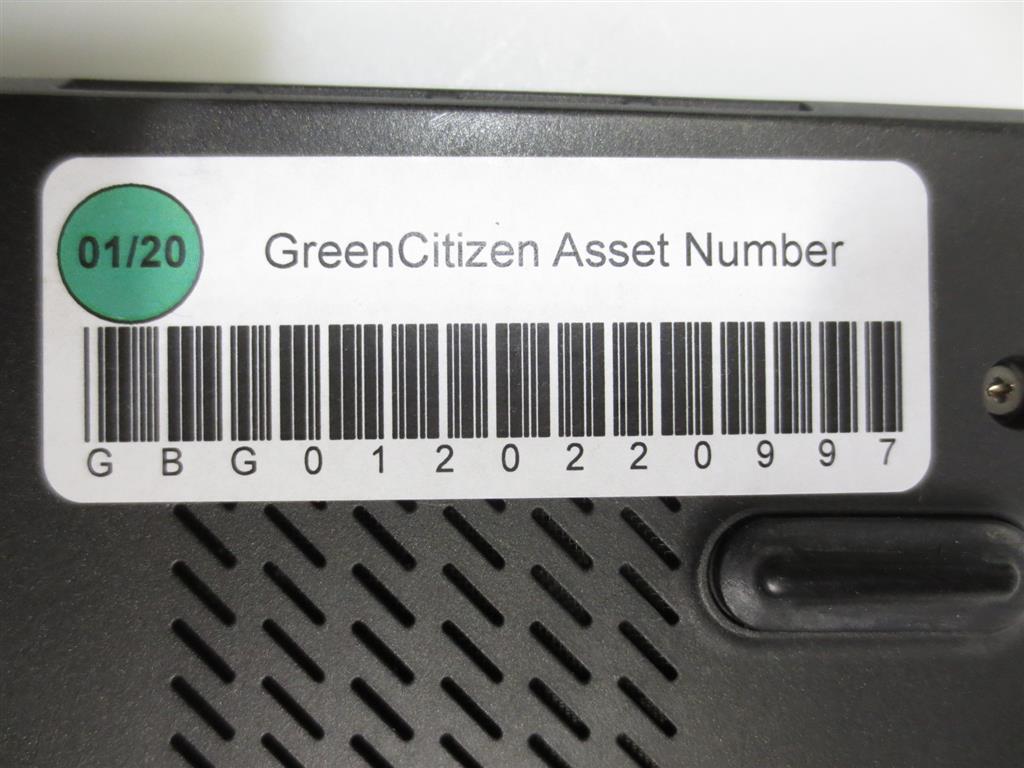 01/20
GreenCitizen Asset Number
G B G 0 1 2 0 2 2 0 9 9 7